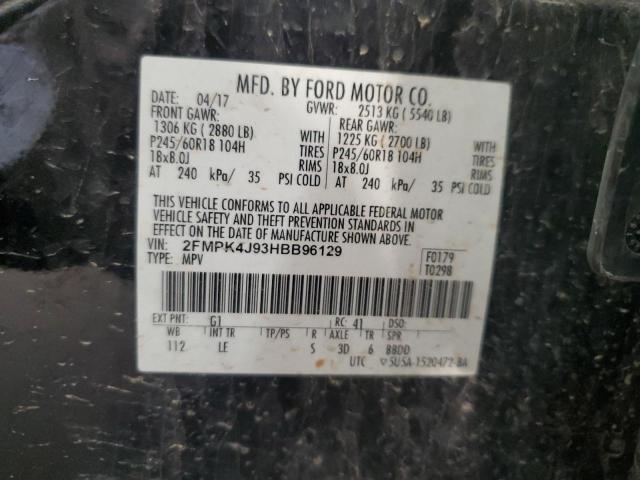 MFD. BY FORD MOTOR CO.
DATE: 04/17 GVWR: 2513 KG ( 5540 LB)
FRONT GAWR: REAR GAWR:
1306 KG ( 2880 LB) WITH 1225 KG ( 2700 LB) WITH
P245/60R18 104H TIRES P245/60R18 104H TIRES
18x8.0J RIMS 18x8.0J RIMS
AT 240 kPa/ 35 PSI COLD AT 240 kPa/ 35 PSI COLD
THIS VEHICLE CONFORMS TO ALL APPLICABLE FEDERAL MOTOR
VEHICLE SAFETY AND THEFT PREVENTION STANDARDS IN EFFECT
ON THE DATE OF MANUFACTURE SHOWN ABOVE.
VIN: 2FMPK4J93HBB96129 F0179
TYPE: MPV T0298
EXT PNT: G1 RC: 41 DSO:
WB INT TR TP/PS R AXLE TR SPR
112 LE S 3D 6 BBDD
UTC ▽5USA-1520472-BA